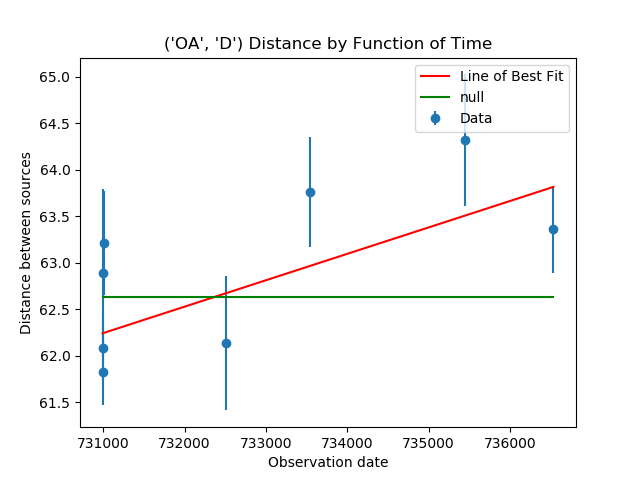 ('OA', 'D') Distance by Function of Time
Line of Best Fit
null
Data
Distance between sources
65.0
64.5
64.0
63.5
63.0
62.5
62.0
61.5
731000 732000 733000 734000 735000 736000
Observation date